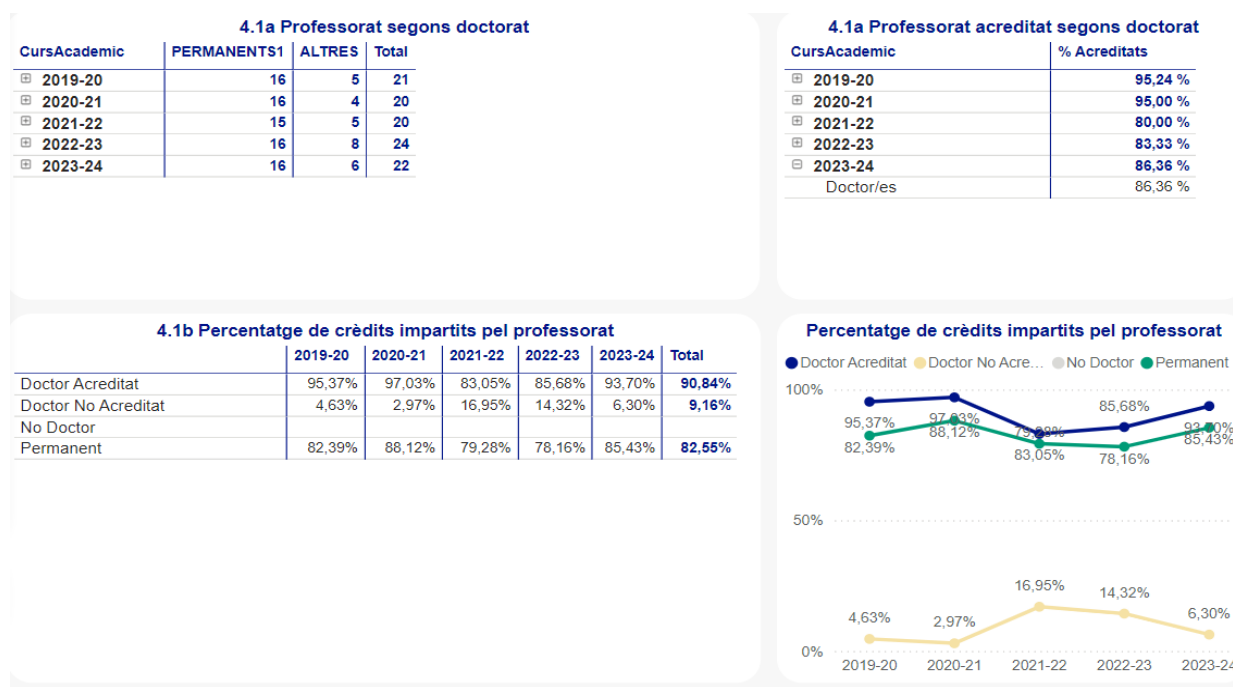 4.1a Professorat segons doctorat
CursAcademic PERMANENTS1 ALTRES Total
2019-20 16 5 21
2020-21 16 4 20
2021-22 15 5 20
2022-23 16 8 24
2023-24 16 6 22
4.1a Professorat acreditat segons doctorat
CursAcademic % Acreditats
2019-20 95,24 %
2020-21 95,00 %
2021-22 80,00 %
2022-23 83,33 %
2023-24 86,36 %
Doctor/es 86,36 %
4.1b Percentatge de crèdits impartits pel professorat
2019-20 2020-21 2021-22 2022-23 2023-24 Total
Doctor Acreditat 95,37% 97,03% 83,05% 85,68% 93,70% 90,84%
Doctor No Acreditat 4,63% 2,97% 16,95% 14,32% 6,30% 9,16%
No Doctor
Permanent 82,39% 88,12% 79,28% 78,16% 85,43% 82,55%
Percentatge de crèdits impartits pel professorat
Doctor Acreditat Doctor No Acre... No Doctor Permanent
100%
85,68%
95,37% 97,03% 79,28% 93,70%
82,39% 88,12% 83,05% 78,16% 85,43%
50%
16,95% 14,32%
4,63% 2,97% 6,30%
0%
2019-20 2020-21 2021-22 2022-23 2023-24